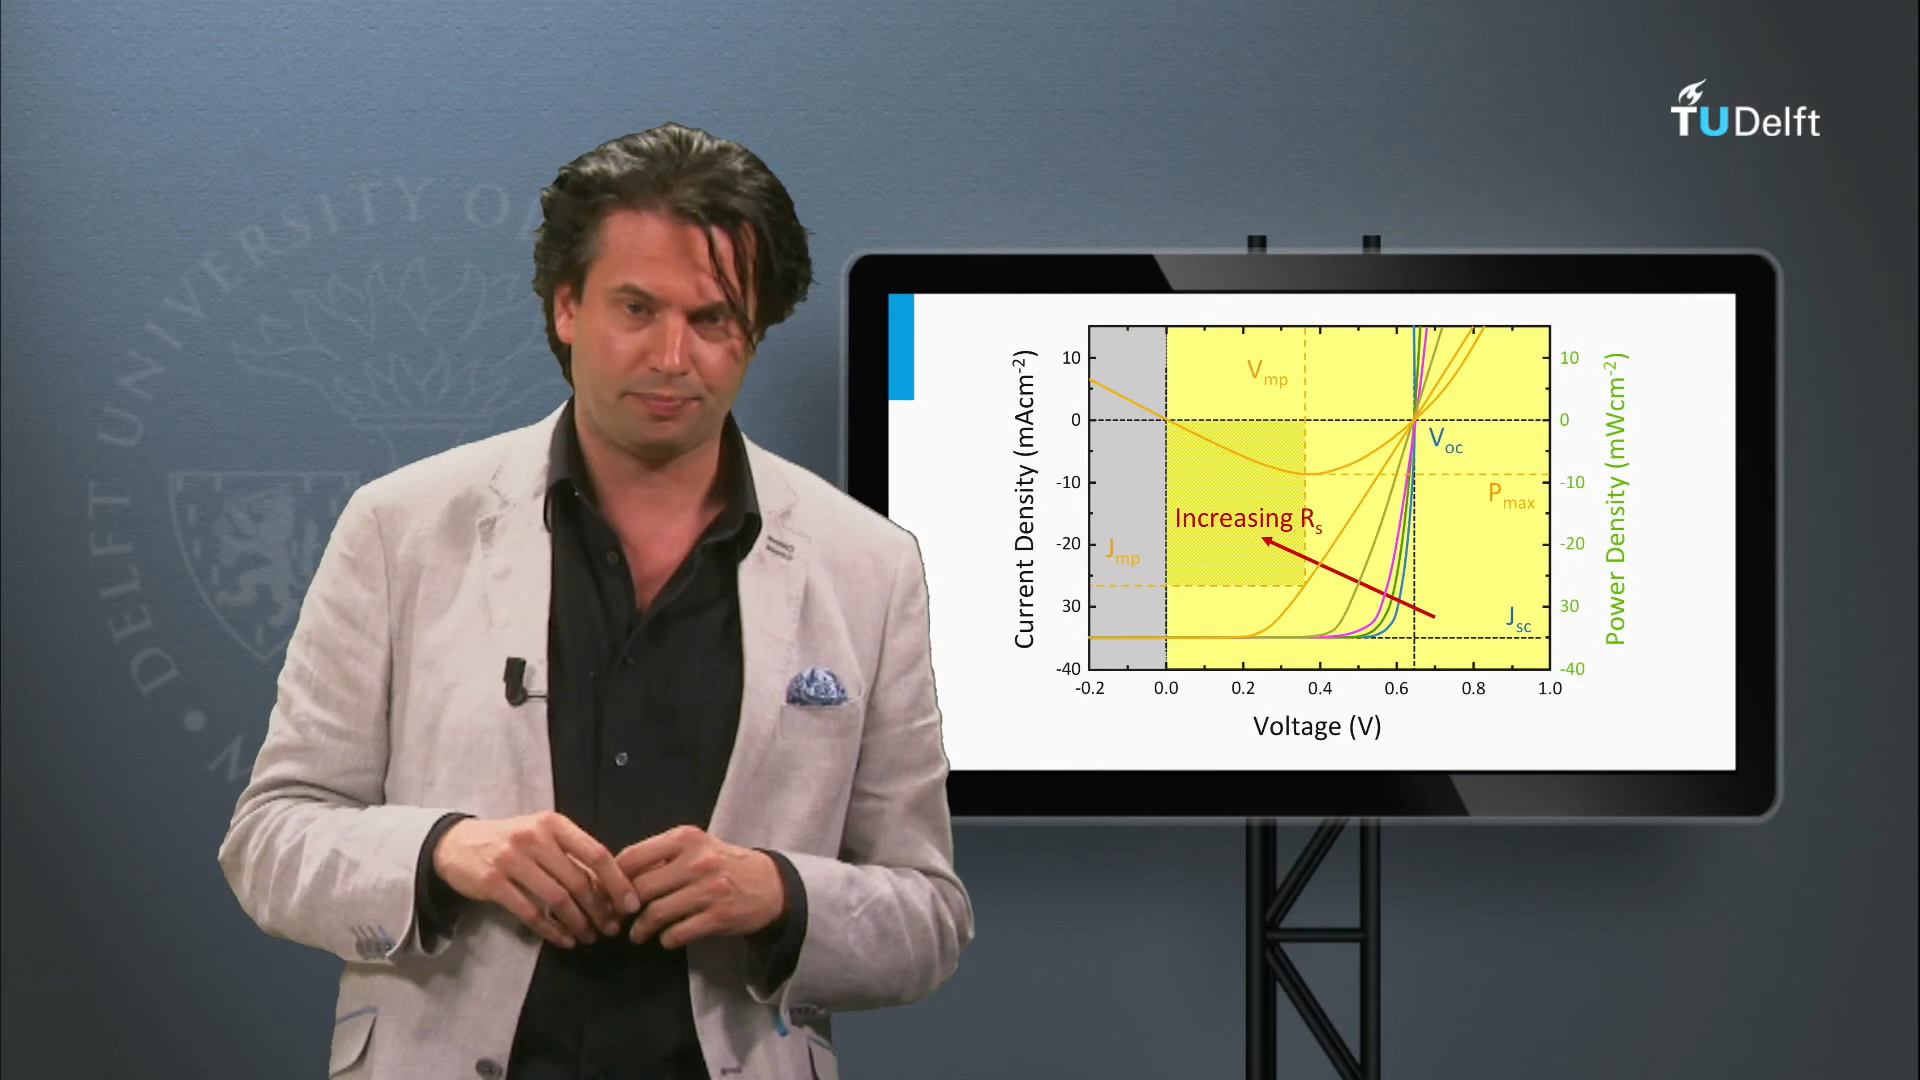 DELFT UNIVERSITY OF
N
TU Delft
Current Density (mAcm-2)
10
0
-10
-20
30
-40
-0.2 0.0 0.2 0.4 0.6 0.8 1.0
Voltage (V)
10
0
-10
-20
30
-40
Power Density (mWcm-2)
Vmp
Voc
Pmax
Increasing Rs
Jmp
Jsc